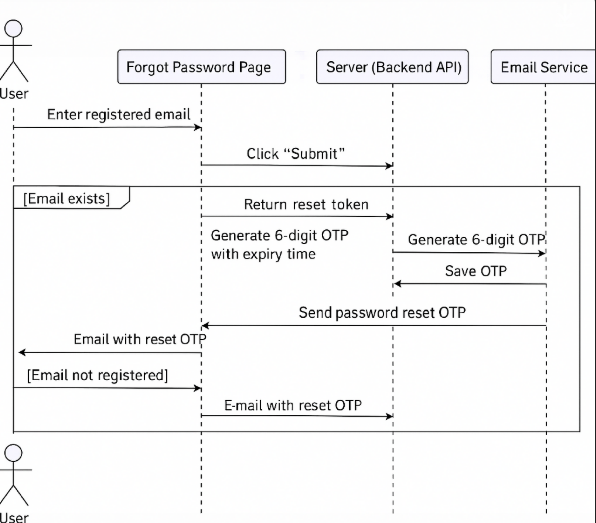 User
Forgot Password Page
Server (Backend API)
Email Service
Enter registered email
Click “Submit”
[Email exists]
Return reset token
Generate 6-digit OTP
with expiry time
Generate 6-digit OTP
Save OTP
Send password reset OTP
Email with reset OTP
[Email not registered]
E-mail with reset OTP
User